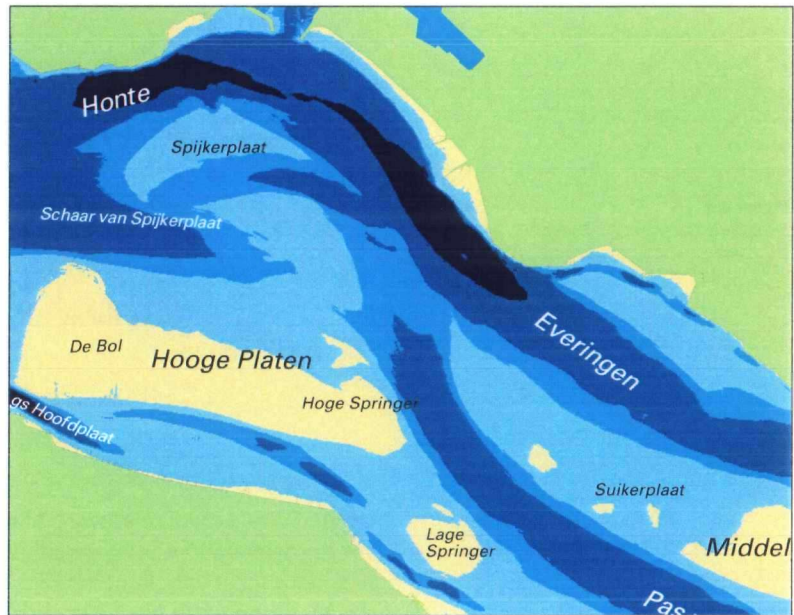 Honte
Spijkerplaat
Schaar van Spijkerplaat
Everingen
De Bol
Hooge Platen
Hoge Springer
gs Hoofdplaat
Suikerplaat
Lage
Springer
Middel
Pas